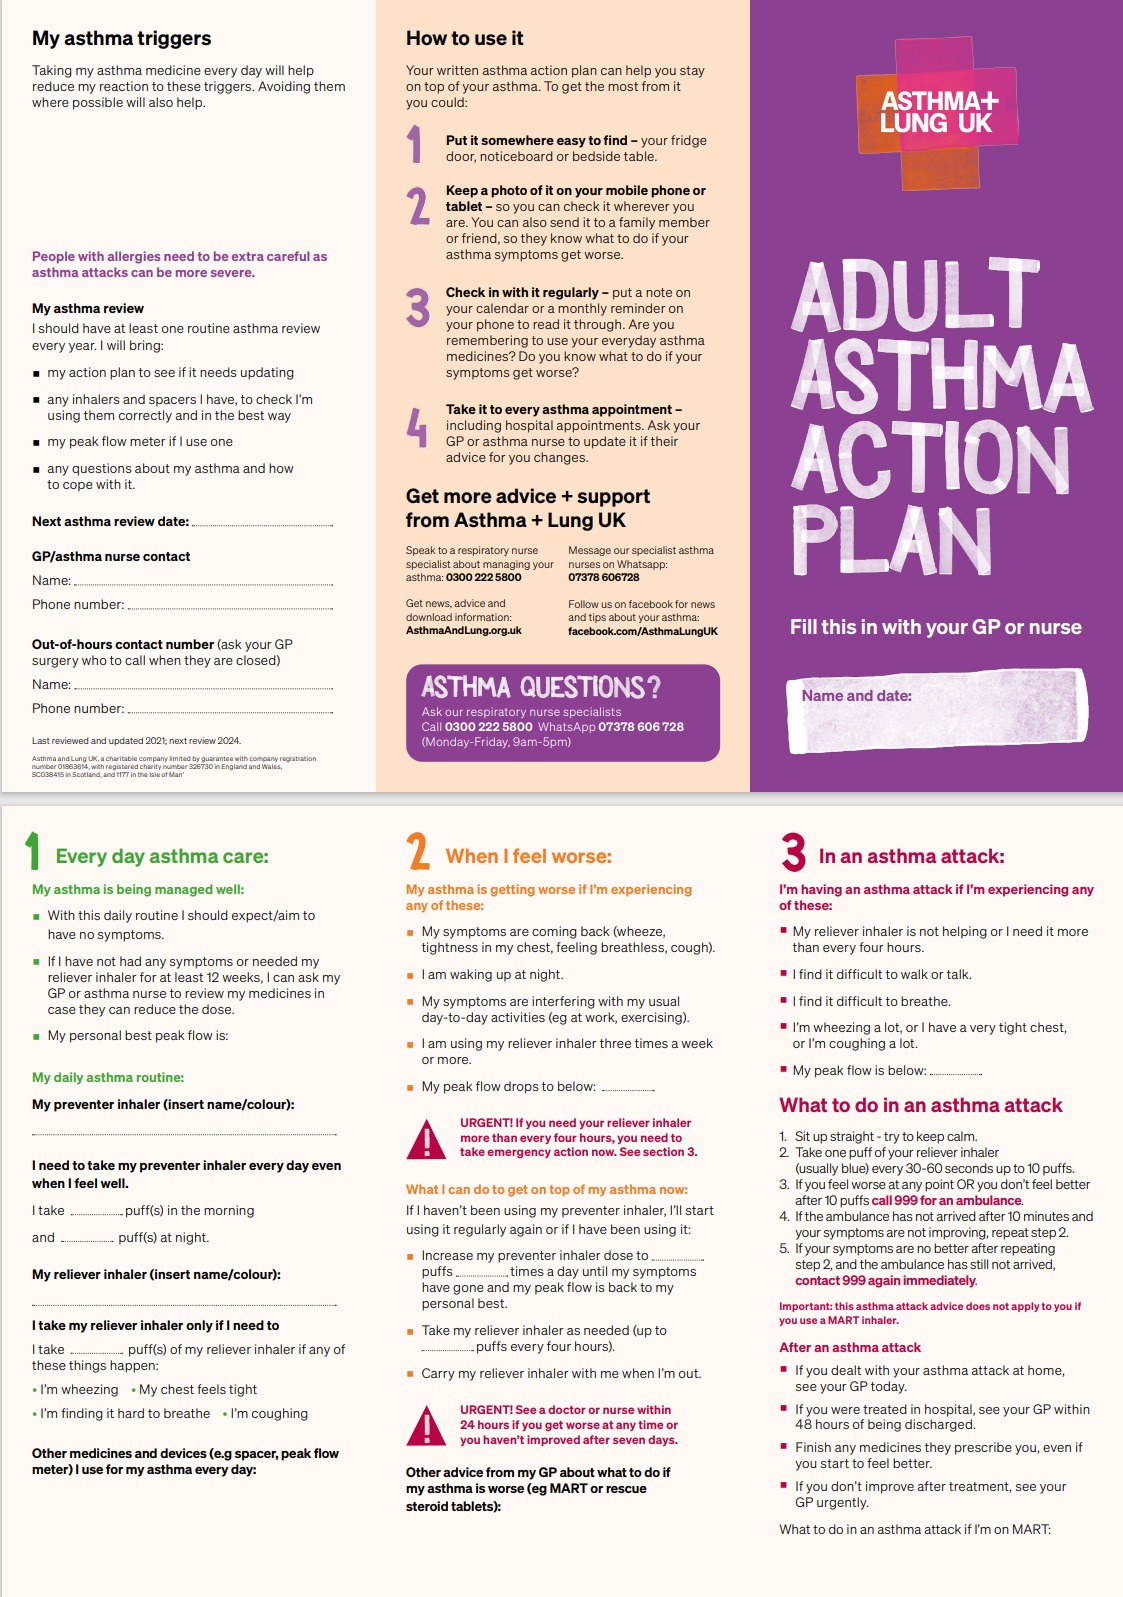 My asthma triggers
Taking my asthma medicine every day will help
reduce my reaction to these triggers. Avoiding them
where possible will also help.
People with allergies need to be extra careful as
asthma attacks can be more severe.
My asthma review
I should have at least one routine asthma review
every year. I will bring:
■ my action plan to see if it needs updating
■ any inhalers and spacers I have, to check I'm
using them correctly and in the best way
■ my peak flow meter if I use one
■ any questions about my asthma and how
to cope with it.
Next asthma review date:
GP/asthma nurse contact
Name:
Phone number:
Out-of-hours contact number (ask your GP
surgery who to call when they are closed)
Name:
Phone number:
Last reviewed and updated 2021; next review 2024.
Asthma and Lung UK, a charitable company limited by guarantee with company registration
number 01863614, with registered charity number 326730 in England and Wales,
SC038415 in Scotland, and 1177 in the Isle of Man'
How to use it
Your written asthma action plan can help you stay
on top of your asthma. To get the most from it
you could:
1 Put it somewhere easy to find – your fridge
door, noticeboard or bedside table.
2 Keep a photo of it on your mobile phone or
tablet – so you can check it wherever you
are. You can also send it to a family member
or friend, so they know what to do if your
asthma symptoms get worse.
3 Check in with it regularly – put a note on
your calendar or a monthly reminder on
your phone to read it through. Are you
remembering to use your everyday asthma
medicines? Do you know what to do if your
symptoms get worse?
4 Take it to every asthma appointment –
including hospital appointments. Ask your
GP or asthma nurse to update it if their
advice for you changes.
Get more advice + support
from Asthma + Lung UK
Speak to a respiratory nurse
specialist about managing your
asthma: 0300 222 5800
Message our specialist asthma
nurses on Whatsapp:
07378 606728
Get news, advice and
download information:
AsthmaAndLung.org.uk
Follow us on facebook for news
and tips about your asthma:
facebook.com/AsthmaLungUK
ASTHMA QUESTIONS?
Ask our respiratory nurse specialists
Call 0300 222 5800 WhatsApp 07378 606 728
(Monday-Friday, 9am-5pm)
ASTHMA+
LUNG UK
ADULT
ASTHMA
ACTION
PLAN
Fill this in with your GP or nurse
Name and date:
1 Every day asthma care:
My asthma is being managed well:
■ With this daily routine I should expect/aim to
have no symptoms.
■ If I have not had any symptoms or needed my
reliever inhaler for at least 12 weeks, I can ask my
GP or asthma nurse to review my medicines in
case they can reduce the dose.
■ My personal best peak flow is:
My daily asthma routine:
My preventer inhaler (insert name/colour):
I need to take my preventer inhaler every day even
when I feel well.
I take puff(s) in the morning
and puff(s) at night.
My reliever inhaler (insert name/colour):
I take my reliever inhaler only if I need to
I take puff(s) of my reliever inhaler if any of
these things happen:
• I'm wheezing • My chest feels tight
• I'm finding it hard to breathe • I'm coughing
Other medicines and devices (e.g spacer, peak flow
meter) I use for my asthma every day:
2 When I feel worse:
My asthma is getting worse if I'm experiencing
any of these:
■ My symptoms are coming back (wheeze,
tightness in my chest, feeling breathless, cough).
■ I am waking up at night.
■ My symptoms are interfering with my usual
day-to-day activities (eg at work, exercising).
■ I am using my reliever inhaler three times a week
or more.
■ My peak flow drops to below:
! URGENT! If you need your reliever inhaler
more than every four hours, you need to
take emergency action now. See section 3.
What I can do to get on top of my asthma now:
If I haven't been using my preventer inhaler, I'll start
using it regularly again or if I have been using it:
■ Increase my preventer inhaler dose to
puffs times a day until my symptoms
have gone and my peak flow is back to my
personal best.
■ Take my reliever inhaler as needed (up to
puffs every four hours).
■ Carry my reliever inhaler with me when I'm out.
! URGENT! See a doctor or nurse within
24 hours if you get worse at any time or
you haven't improved after seven days.
Other advice from my GP about what to do if
my asthma is worse (eg MART or rescue
steroid tablets):
3 In an asthma attack:
I'm having an asthma attack if I'm experiencing any
of these:
■ My reliever inhaler is not helping or I need it more
than every four hours.
■ I find it difficult to walk or talk.
■ I find it difficult to breathe.
■ I'm wheezing a lot, or I have a very tight chest,
or I'm coughing a lot.
■ My peak flow is below:
What to do in an asthma attack
1. Sit up straight - try to keep calm.
2. Take one puff of your reliever inhaler
(usually blue) every 30-60 seconds up to 10 puffs.
3. If you feel worse at any point OR you don't feel better
after 10 puffs call 999 for an ambulance.
4. If the ambulance has not arrived after 10 minutes and
your symptoms are not improving, repeat step 2.
5. If your symptoms are no better after repeating
step 2, and the ambulance has still not arrived,
contact 999 again immediately.
Important: this asthma attack advice does not apply to you if
you use a MART inhaler.
After an asthma attack
■ If you dealt with your asthma attack at home,
see your GP today.
■ If you were treated in hospital, see your GP within
48 hours of being discharged.
■ Finish any medicines they prescribe you, even if
you start to feel better.
■ If you don't improve after treatment, see your
GP urgently.
What to do in an asthma attack if I'm on MART: